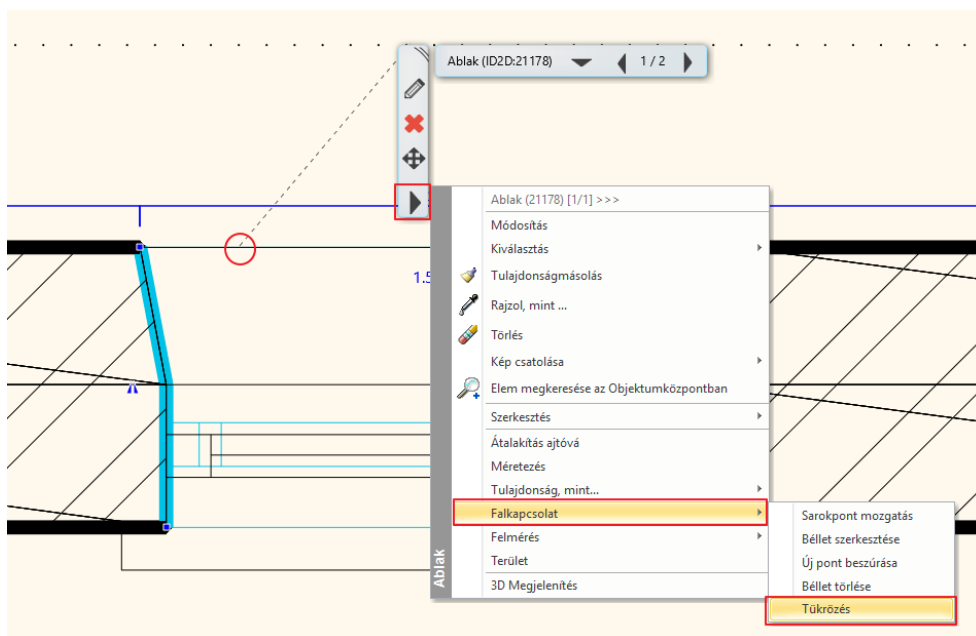 Ablak (ID2D:21178)
1 / 2
Ablak (21178) [1/1] >>>
Módosítás
Kiválasztás
Tulajdonságmásolás
Rajzol, mint ...
Törlés
Kép csatolása
Elem megkeresése az Objektumközpontban
Szerkesztés
Átalakítás ajtóvá
Méretezés
Tulajdonság, mint...
Falkapcsolat
Felmérés
Terület
3D Megjelenítés
Ablak
Sarokpont mozgatás
Béllet szerkesztése
Új pont beszúrása
Béllet törlése
Tükrözés